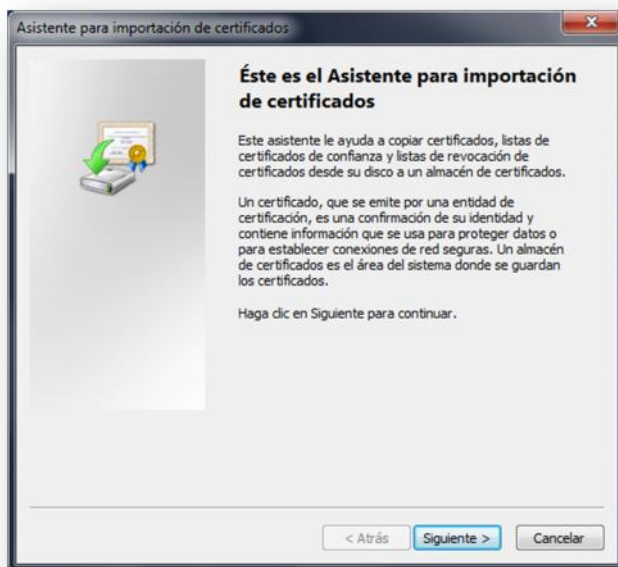 Asistente para importación de certificados
Éste es el Asistente para importación
de certificados
Este asistente le ayuda a copiar certificados, listas de
certificados de confianza y listas de revocación de
certificados desde su disco a un almacén de certificados.
Un certificado, que se emite por una entidad de
certificación, es una confirmación de su identidad y
contiene información que se usa para proteger datos o
para establecer conexiones de red seguras. Un almacén
de certificados es el área del sistema donde se guardan
los certificados.
Haga clic en Siguiente para continuar.
< Atrás Siguiente > Cancelar